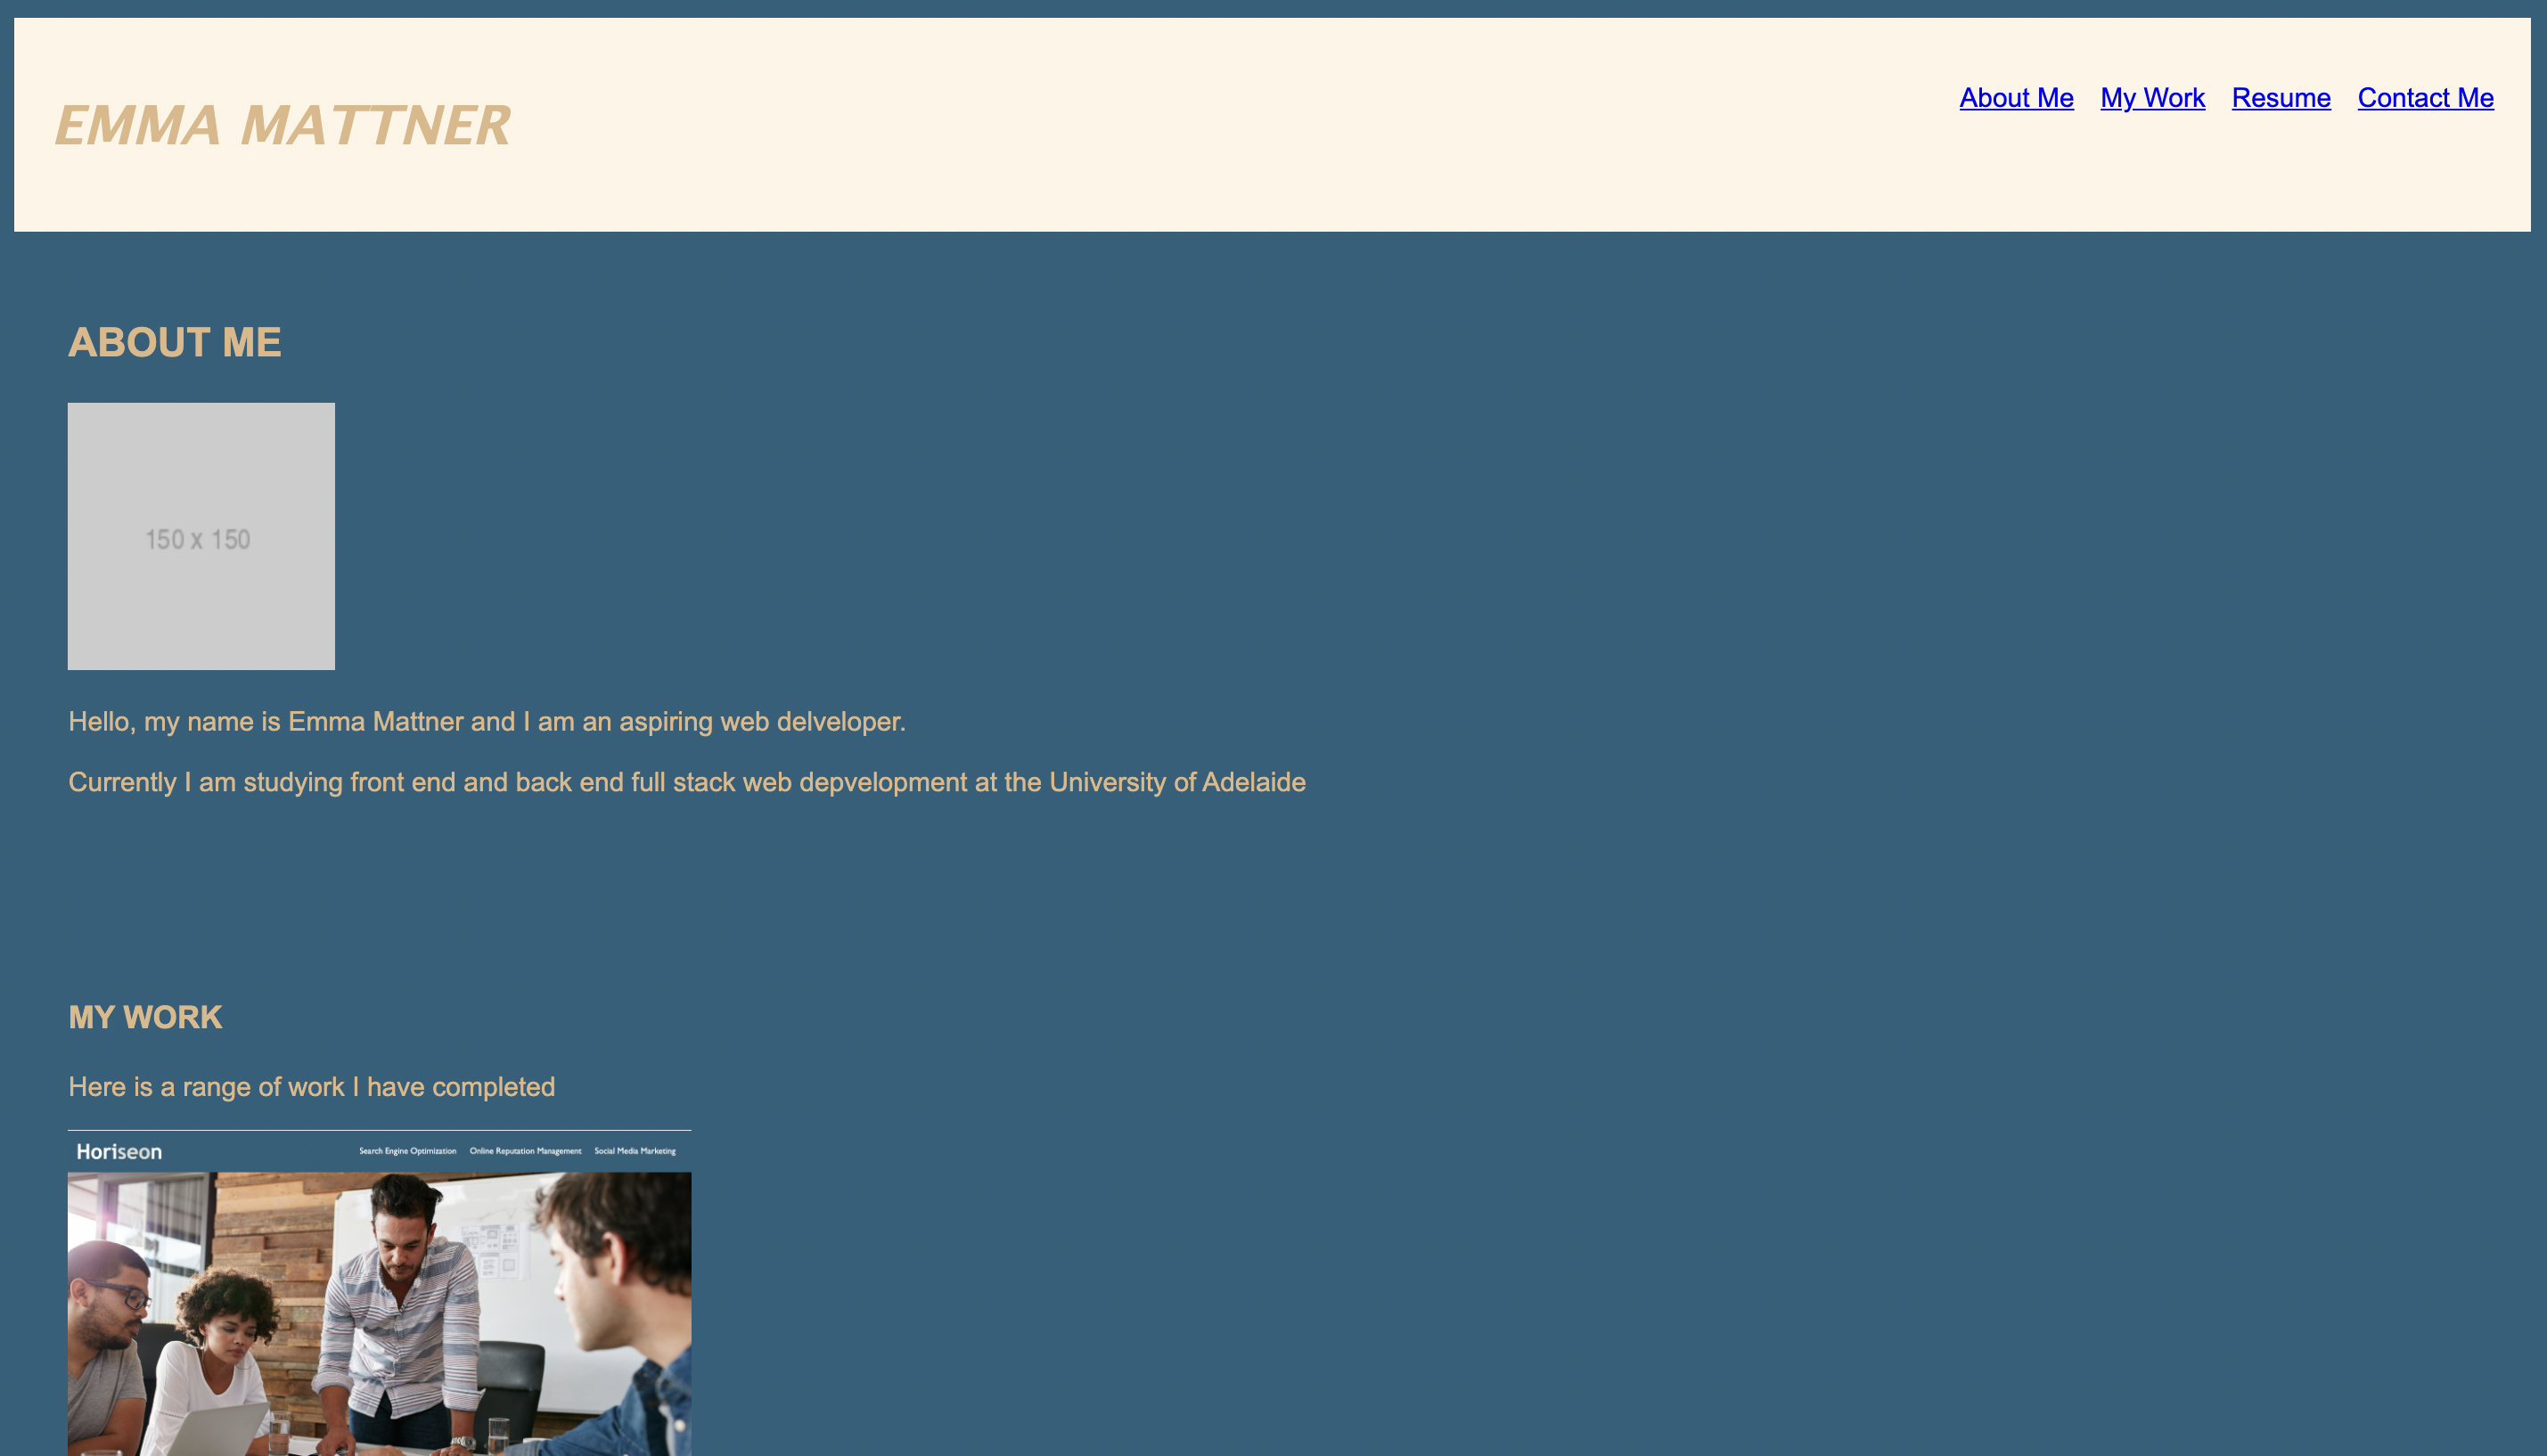 EMMA MATTNER
About Me My Work Resume Contact Me
ABOUT ME
150 x 150
Hello, my name is Emma Mattner and I am an aspiring web delveloper.
Currently I am studying front end and back end full stack web depvelopment at the University of Adelaide
MY WORK
Here is a range of work I have completed
Horiseon
Search Engine Optimization Online Reputation Management Social Media Marketing